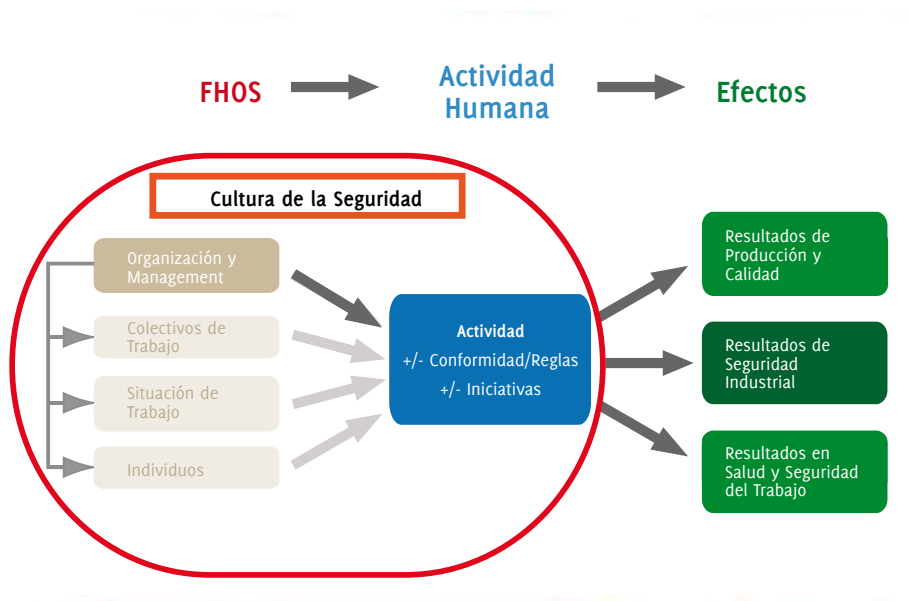 FHOS
Actividad
Humana
Efectos
Cultura de la Seguridad
Organización y
Management
Colectivos de
Trabajo
Situación de
Trabajo
Individuos
Actividad
+/- Conformidad/Reglas
+/- Iniciativas
Resultados de
Producción y
Calidad
Resultados de
Seguridad
Industrial
Resultados en
Salud y Seguridad
del Trabajo